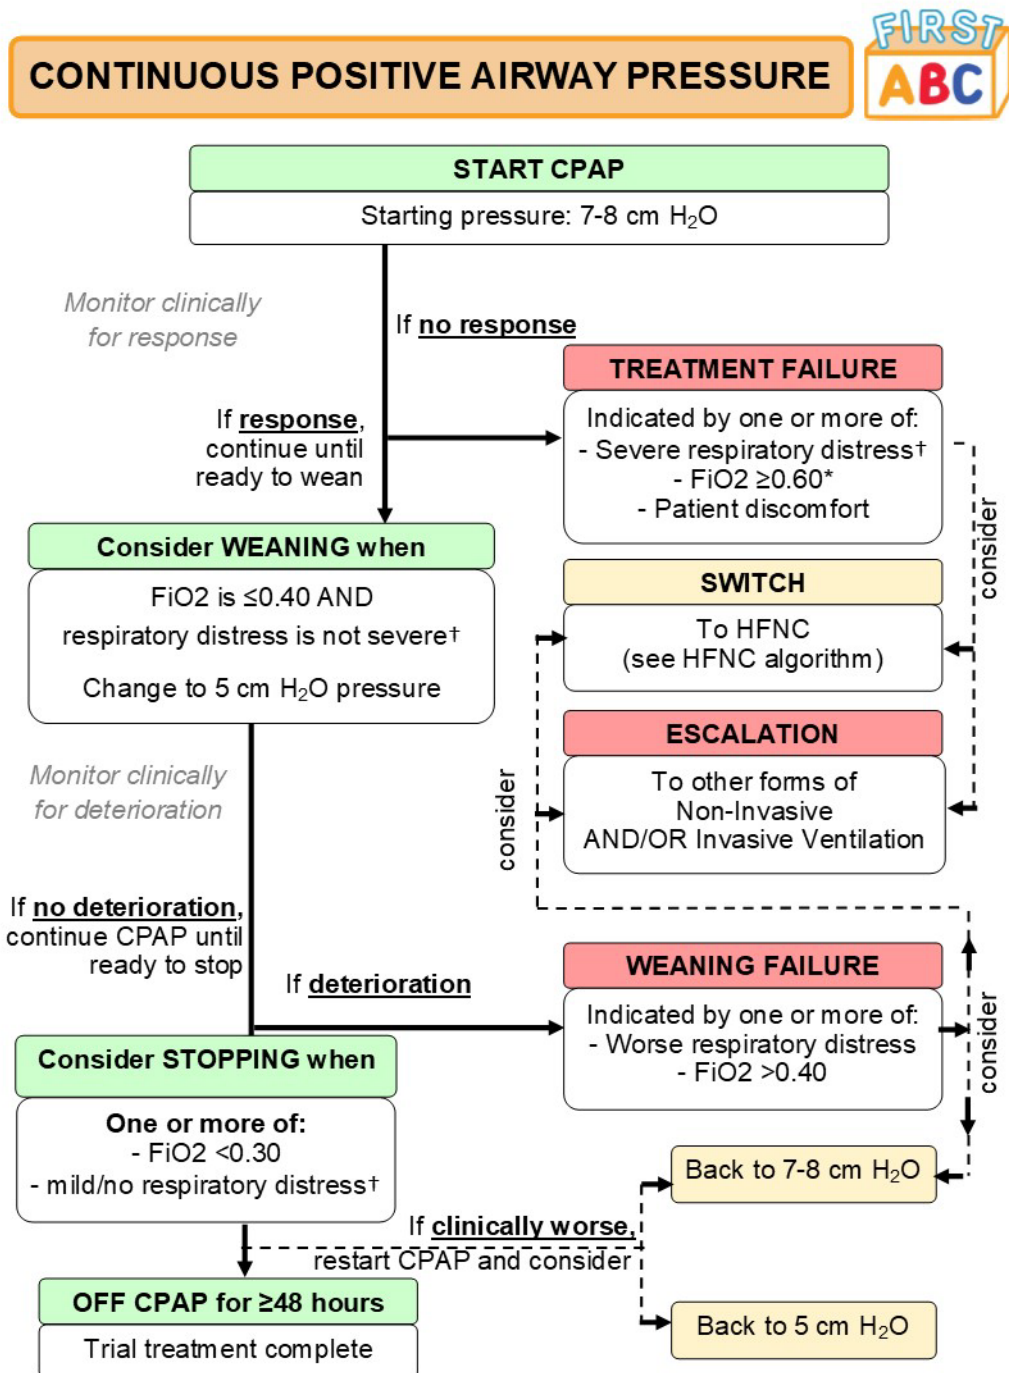 FIRST
ABC
CONTINUOUS POSITIVE AIRWAY PRESSURE
START CPAP
Starting pressure: 7-8 cm H₂O
Monitor clinically
for response
If no response
If response,
continue until
ready to wean
TREATMENT FAILURE
Indicated by one or more of:
- Severe respiratory distress†
- FiO2 ≥0.60*
- Patient discomfort
consider
Consider WEANING when
FiO2 is ≤0.40 AND
respiratory distress is not severe†
Change to 5 cm H₂O pressure
SWITCH
To HFNC
(see HFNC algorithm)
ESCALATION
To other forms of
Non-Invasive
AND/OR Invasive Ventilation
consider
Monitor clinically
for deterioration
If no deterioration,
continue CPAP until
ready to stop
If deterioration
WEANING FAILURE
Indicated by one or more of:
- Worse respiratory distress
- FiO2 >0.40
consider
Consider STOPPING when
One or more of:
- FiO2 <0.30
- mild/no respiratory distress†
If clinically worse,
restart CPAP and consider
Back to 7-8 cm H₂O
Back to 5 cm H₂O
OFF CPAP for ≥48 hours
Trial treatment complete